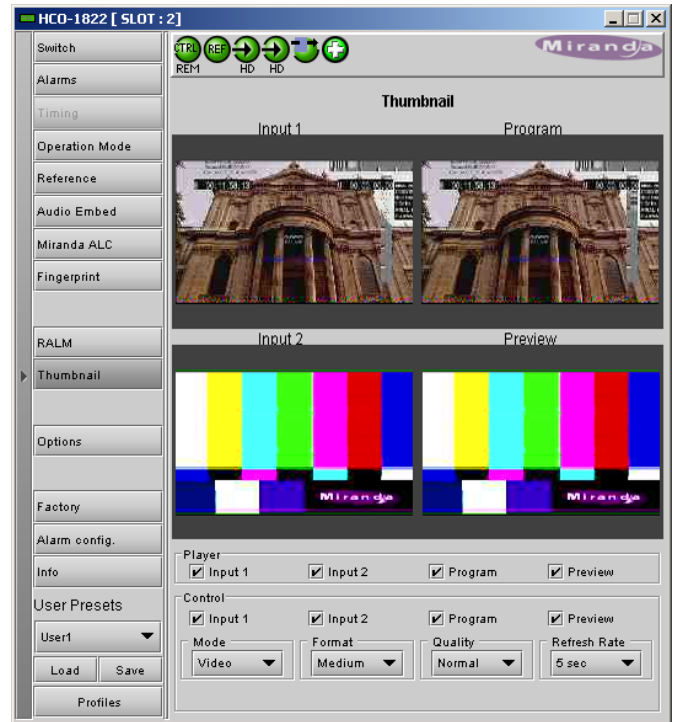 HCO-1822 [ SLOT : 2]
Switch
Alarms
Timing
Operation Mode
Reference
Audio Embed
Miranda ALC
Fingerprint
RALM
Thumbnail
Options
Factory
Alarm config.
Info
User Presets
User1
Load Save
Profiles
CTRL REF
REM HD HD
Miranda
Thumbnail
Input 1 Program
Input 2 Preview
Miranda Miranda
Player
Input 1 Input 2 Program Preview
Control
Input 1 Input 2 Program Preview
Mode Format Quality Refresh Rate
Video Medium Normal 5 sec